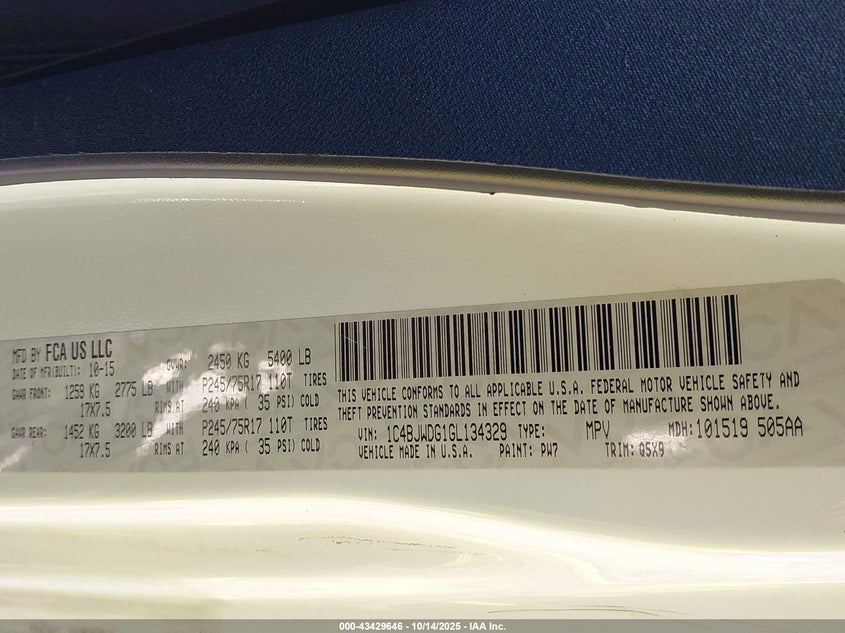 MFD BY FCA US LLC
DATE OF MFR(BUILT): 10-15
GVWR: 2450 KG 5400 LB
GAWR FRONT: 1259 KG 2775 LB WITH P245/75R17 110T TIRES
17X7.5 RIMS AT 240 KPA ( 35 PSI) COLD
GAWR REAR: 1452 KG 3200 LB WITH P245/75R17 110T TIRES
17X7.5 RIMS AT 240 KPA ( 35 PSI) COLD
THIS VEHICLE CONFORMS TO ALL APPLICABLE U.S.A. FEDERAL MOTOR VEHICLE SAFETY AND
THEFT PREVENTION STANDARDS IN EFFECT ON THE DATE OF MANUFACTURE SHOWN ABOVE.
VIN: 1C4BJWDG1GL134329 TYPE: MPV MDH: 101519 505AA
VEHICLE MADE IN U.S.A. PAINT: PW7 TRIM: Q5X9
000-43429646 - 10/14/2025 - IAA Inc.